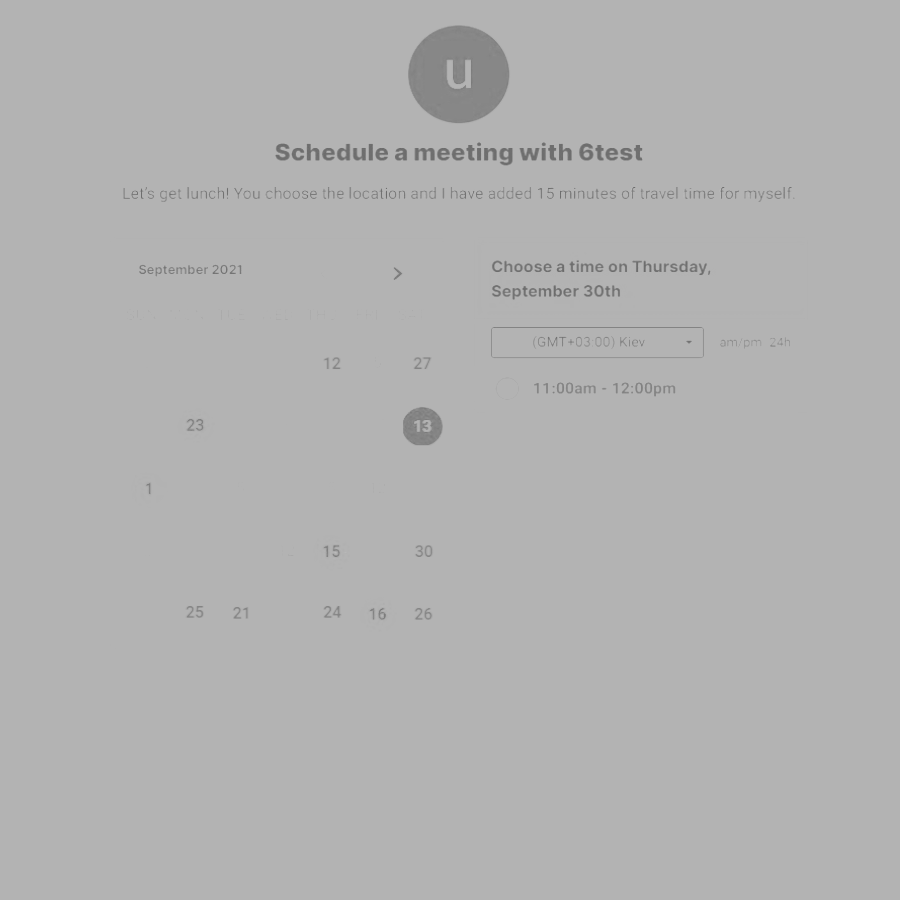 u
Schedule a meeting with 6test
Let's get lunch! You choose the location and I have added 15 minutes of travel time for myself.
September 2021
12 27
23 13
1
15 30
25 21 24 16 26
Choose a time on Thursday,
September 30th
(GMT+03:00) Kiev am/pm 24h
11:00am - 12:00pm